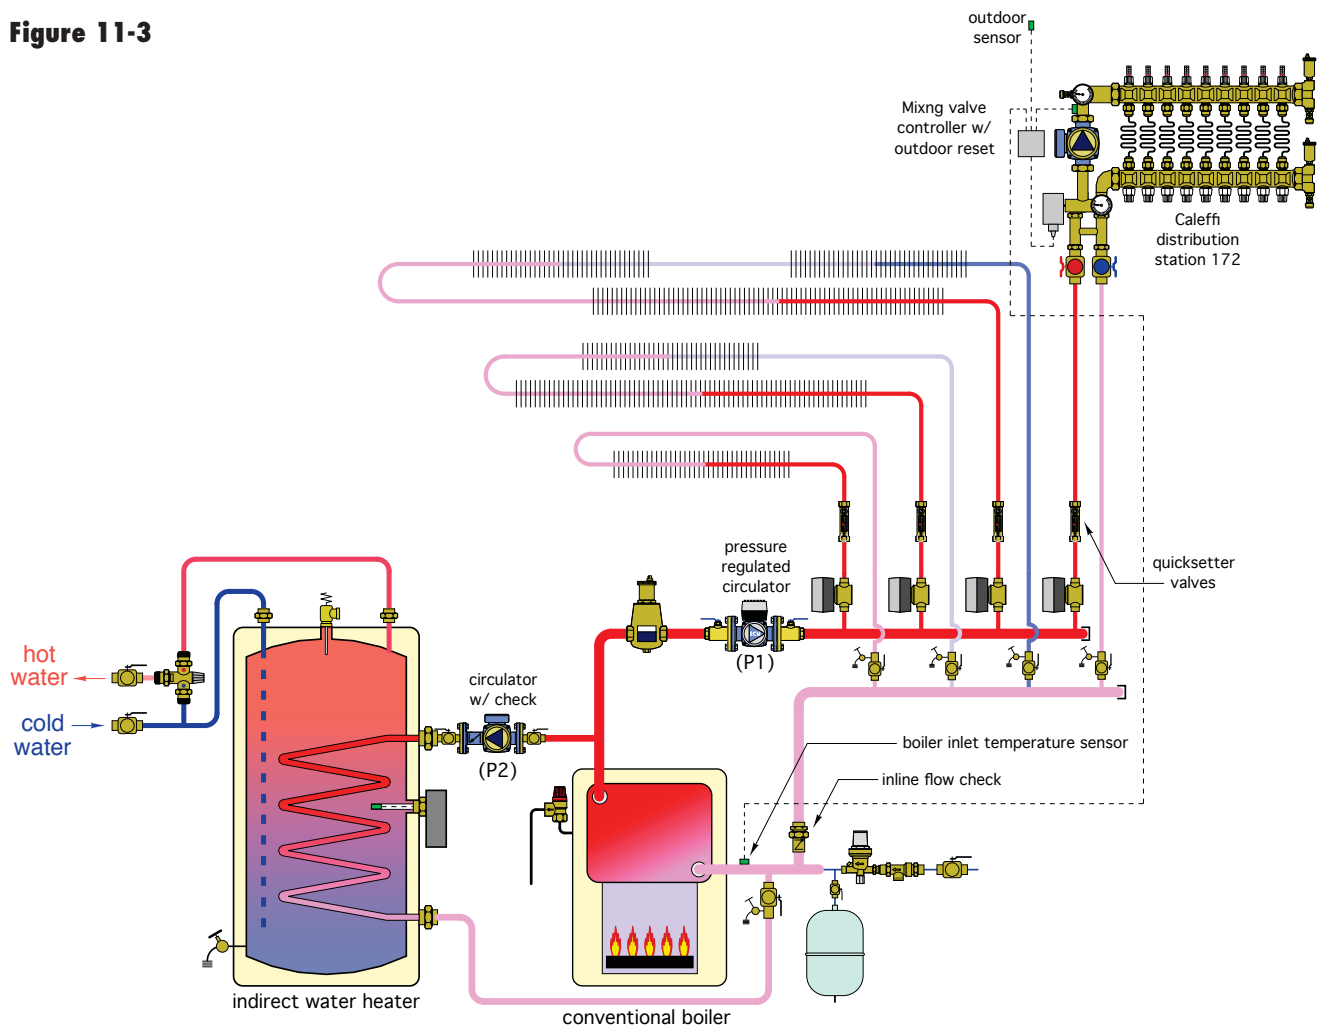 Figure 11-3
outdoor
sensor
Mixng valve
controller w/
outdoor reset
Caleffi
distribution
station 172
pressure
regulated
circulator
(P1)
quicksetter
valves
hot
water
cold
water
circulator
w/ check
(P2)
boiler inlet temperature sensor
inline flow check
indirect water heater
conventional boiler